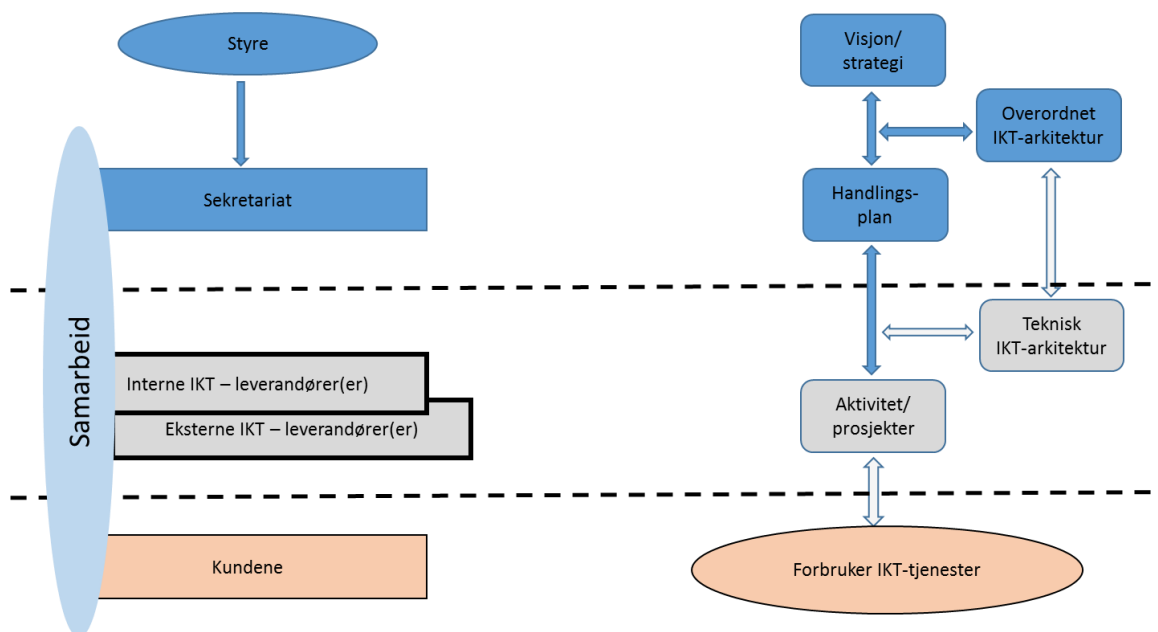 Styre
Sekretariat
Samarbeid
Interne IKT – leverandører(er)
Eksterne IKT – leverandører(er)
Kundene
Visjon/
strategi
Overordnet
IKT-arkitektur
Handlings-
plan
Teknisk
IKT-arkitektur
Aktivitet/
prosjekter
Forbruker IKT-tjenester